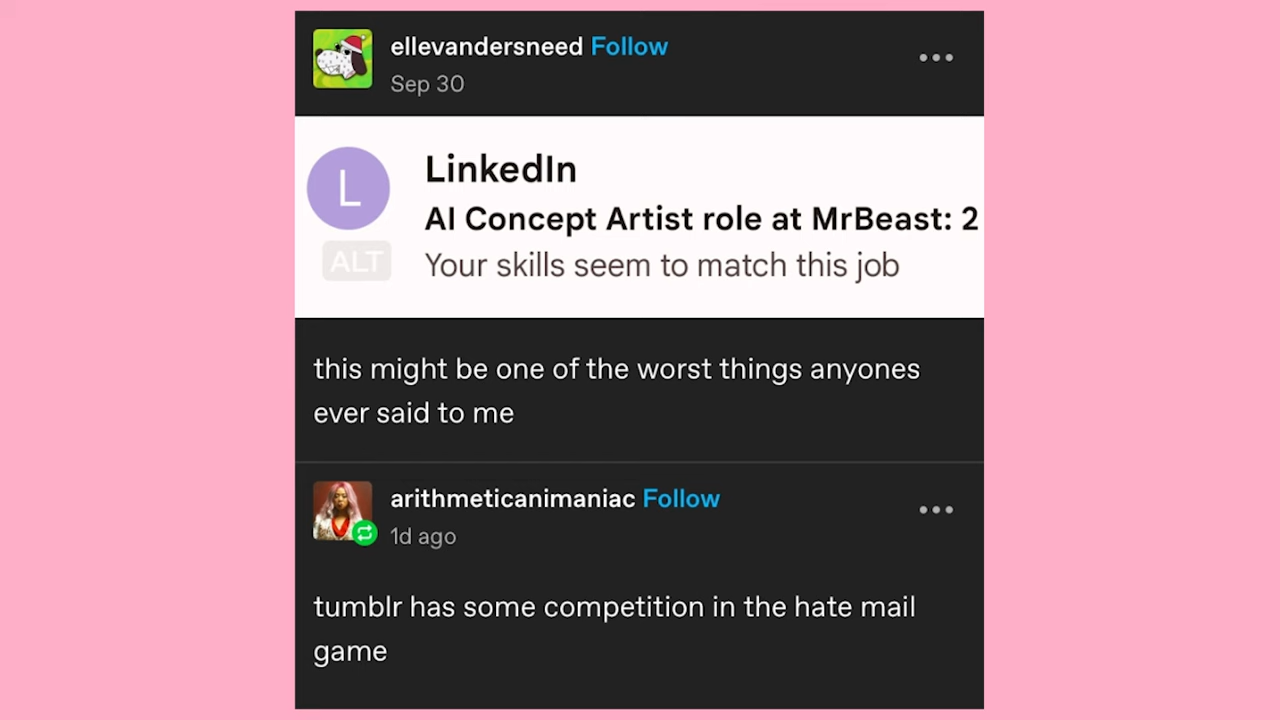 ellevandersneed Follow
Sep 30
L
LinkedIn
AI Concept Artist role at MrBeast: 2
ALT
Your skills seem to match this job
this might be one of the worst things anyones
ever said to me
arithmeticanimaniac Follow
1d ago
tumblr has some competition in the hate mail
game